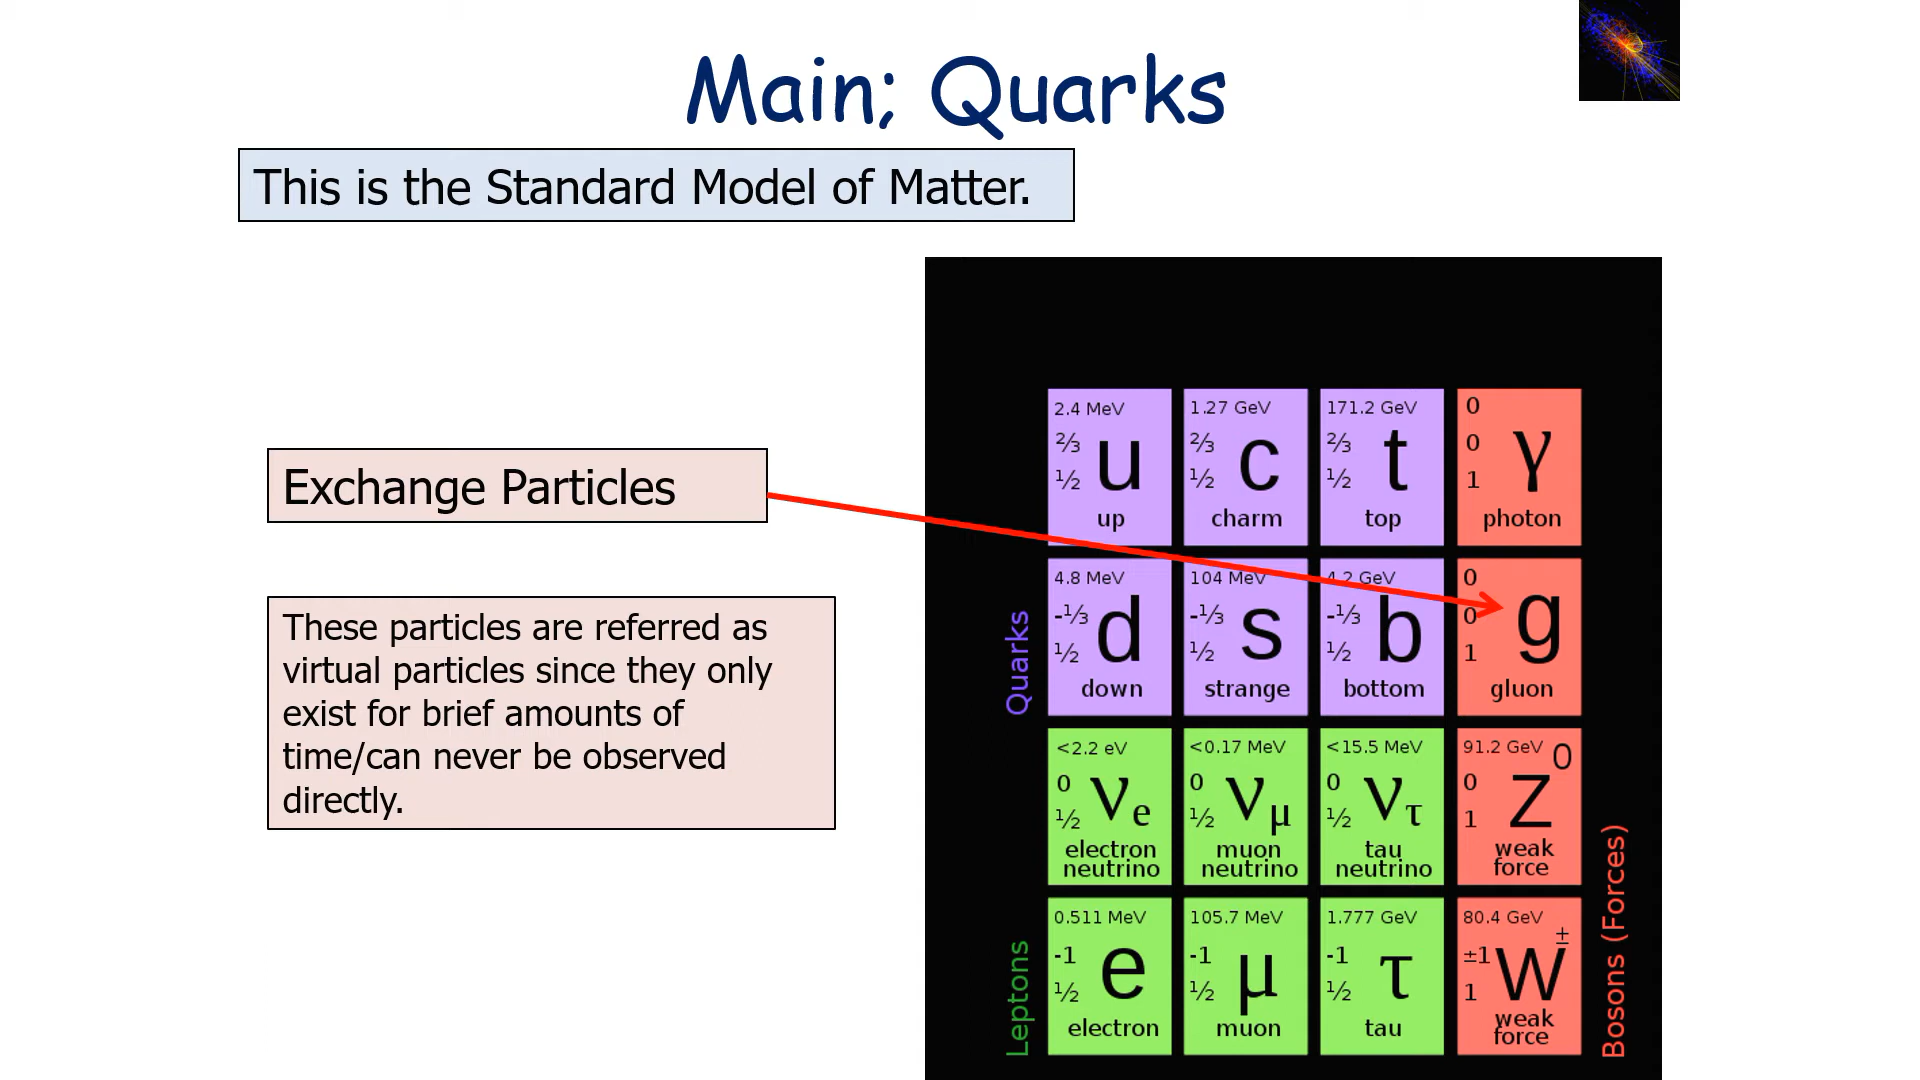 Main; Quarks
This is the Standard Model of Matter.
Exchange Particles
These particles are referred as
virtual particles since they only
exist for brief amounts of
time/can never be observed
directly.
Quarks
Leptons
Bosons (Forces)
2.4 MeV
⅔
½
u
up
1.27 GeV
⅔
½
c
charm
171.2 GeV
⅔
½
t
top
0
0
1
γ
photon
4.8 MeV
-⅓
½
d
down
104 MeV
-⅓
½
s
strange
4.2 GeV
-⅓
½
b
bottom
0
0
1
g
gluon
<2.2 eV
0
½
νe
electron
neutrino
<0.17 MeV
0
½
νμ
muon
neutrino
<15.5 MeV
0
½
ντ
tau
neutrino
91.2 GeV
0
1
Z0
weak
force
0.511 MeV
-1
½
e
electron
105.7 MeV
-1
½
μ
muon
1.777 GeV
-1
½
τ
tau
80.4 GeV
±1
1
W±
weak
force